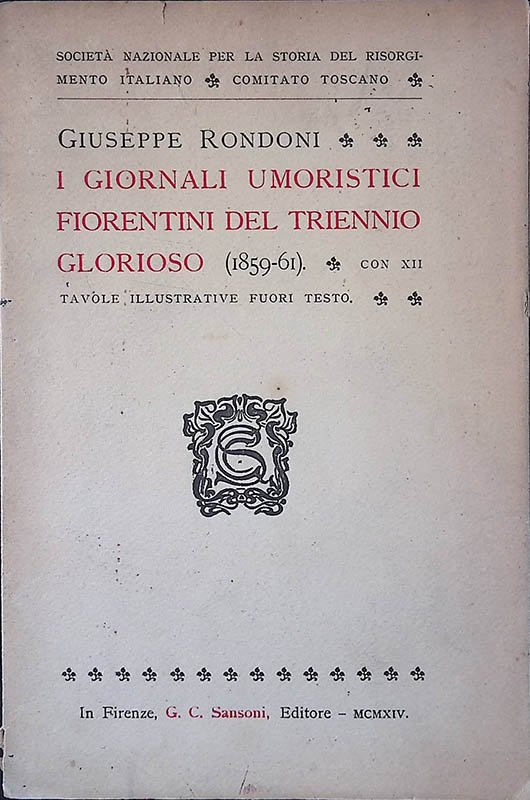 SOCIETÀ NAZIONALE PER LA STORIA DEL RISORGI-
MENTO ITALIANO COMITATO TOSCANO
GIUSEPPE RONDONI
I GIORNALI UMORISTICI
FIORENTINI DEL TRIENNIO
GLORIOSO (1859-61). CON XII
TAVOLE ILLUSTRATIVE FUORI TESTO.
In Firenze, G. C. Sansoni, Editore - MCMXIV.